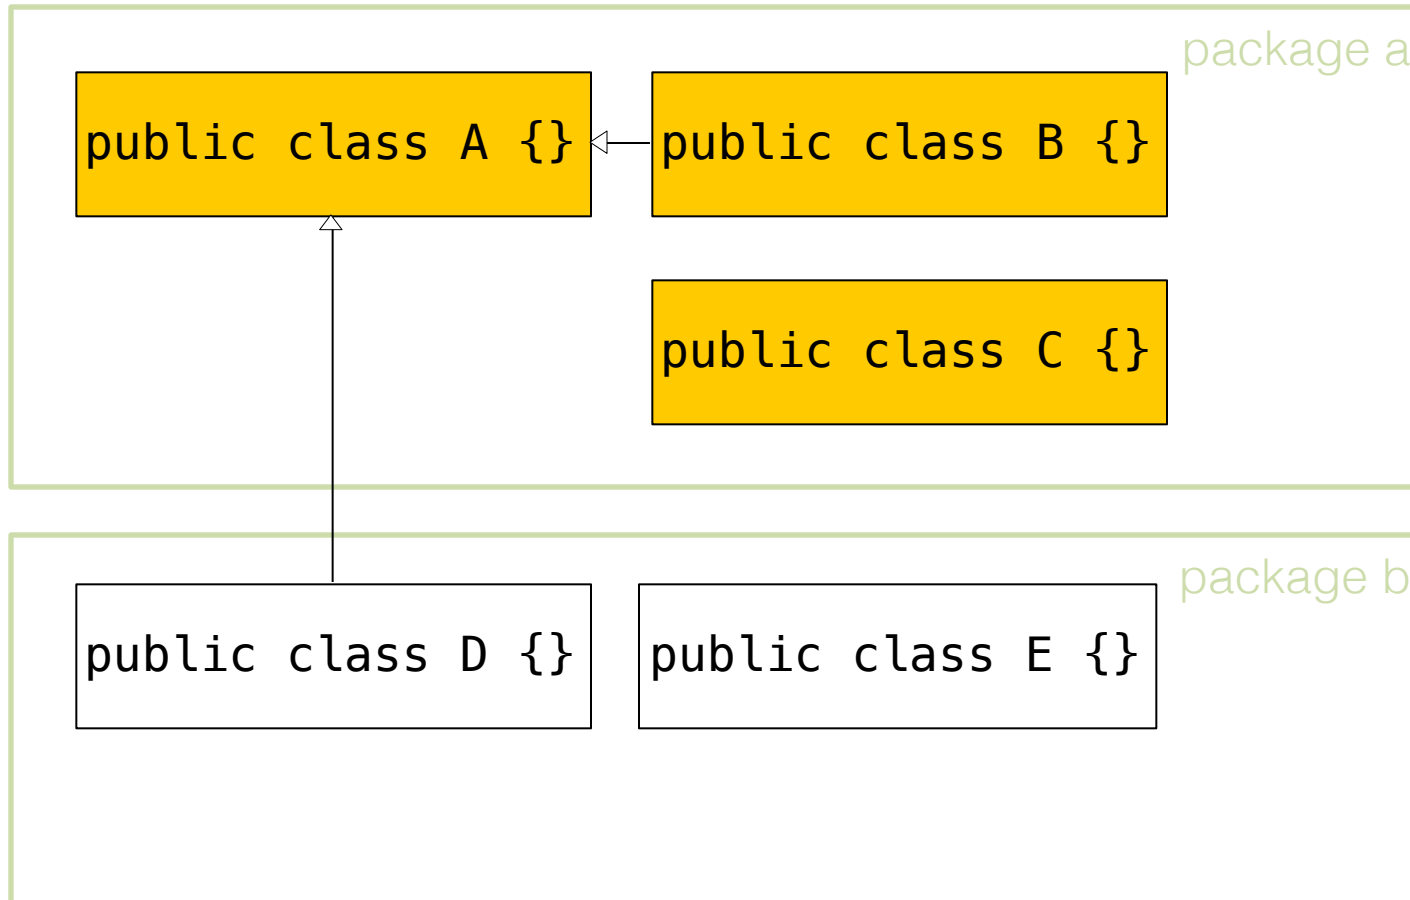 package a
public class A {}
public class B {}
public class C {}
package b
public class D {}
public class E {}